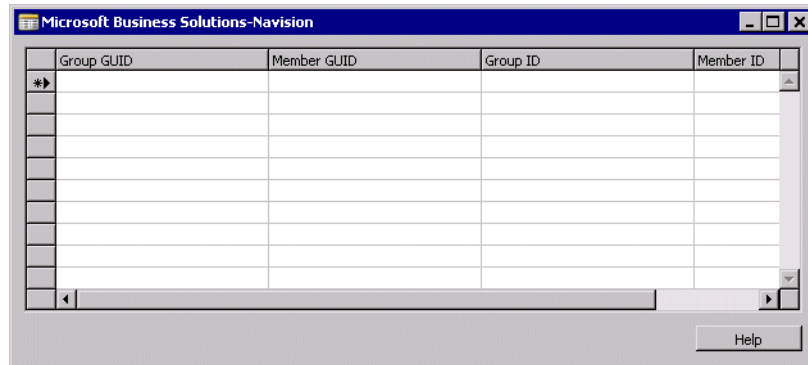 Microsoft Business Solutions-Navision
Group GUID Member GUID Group ID Member ID
Help